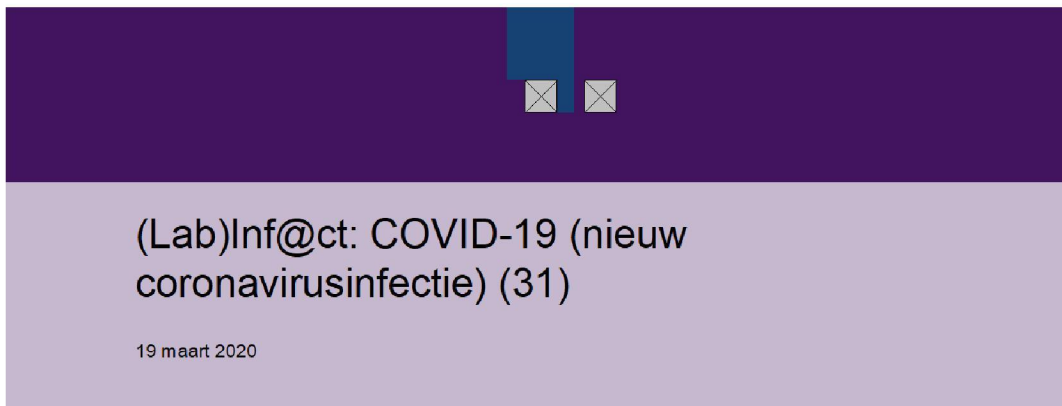 (Lab)Inf@ct: COVID-19 (nieuw
coronavirusinfectie) (31)
19 maart 2020